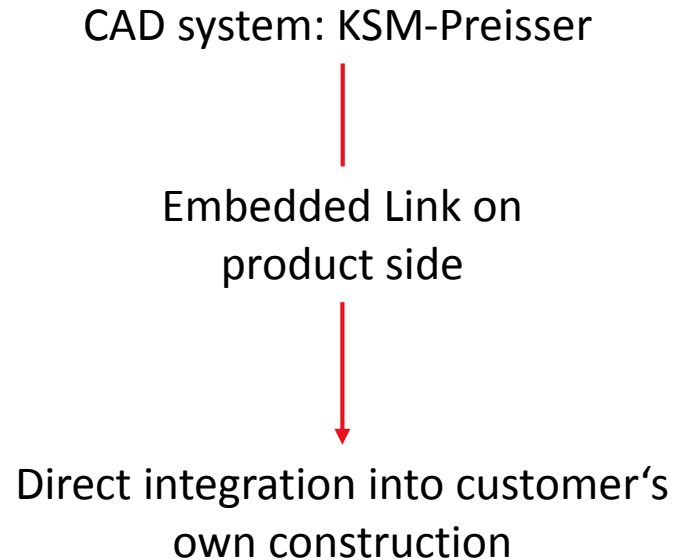 CAD system: KSM-Preisser
Embedded Link on
product side
Direct integration into customer‘s
own construction